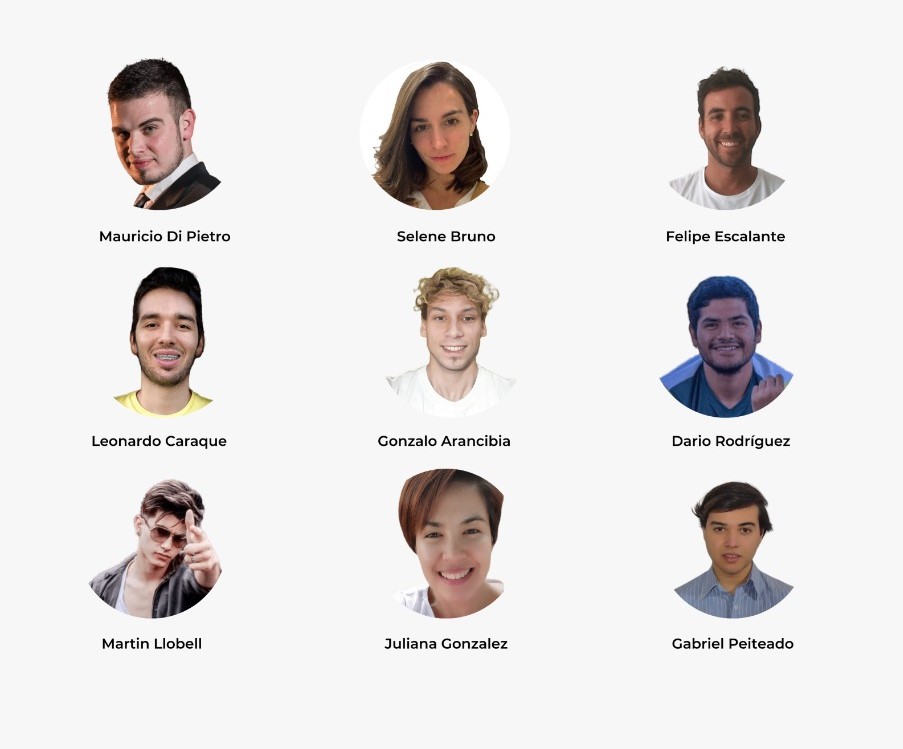 Mauricio Di Pietro
Selene Bruno
Felipe Escalante
Leonardo Caraque
Gonzalo Arancibia
Dario Rodríguez
Martin Llobell
Juliana Gonzalez
Gabriel Peiteado